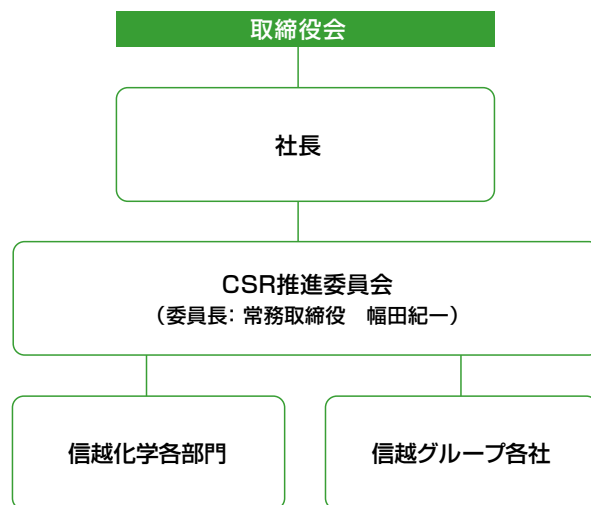 取締役会
社長
CSR推進委員会
（委員長：常務取締役　幅田紀一）
信越化学各部門
信越グループ各社